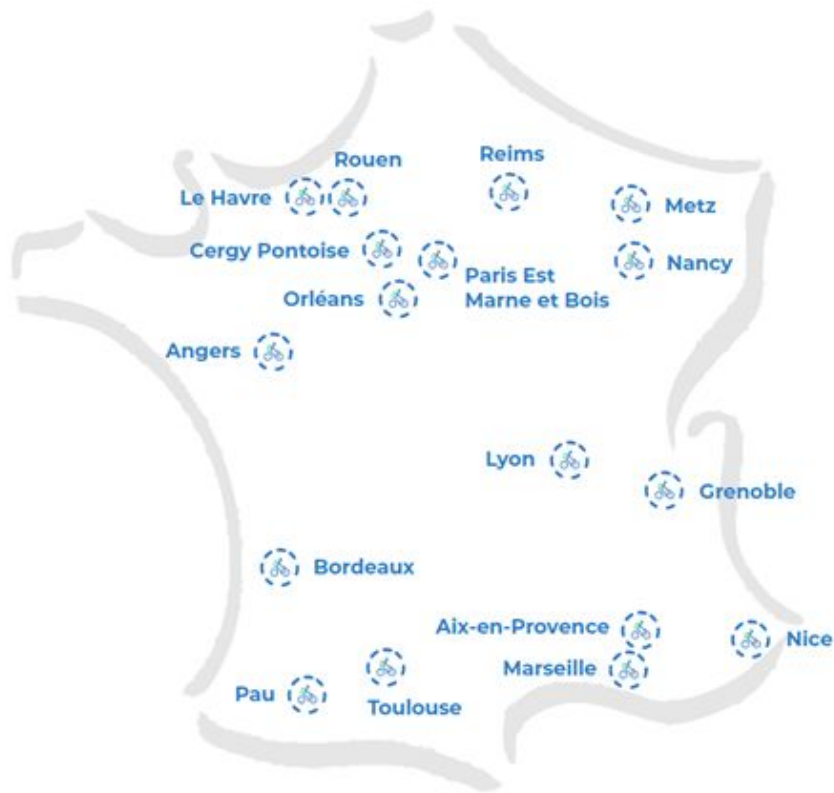 Rouen
Reims
Le Havre
Metz
Cergy Pontoise
Paris Est
Marne et Bois
Nancy
Orléans
Angers
Lyon
Grenoble
Bordeaux
Aix-en-Provence
Nice
Marseille
Pau
Toulouse